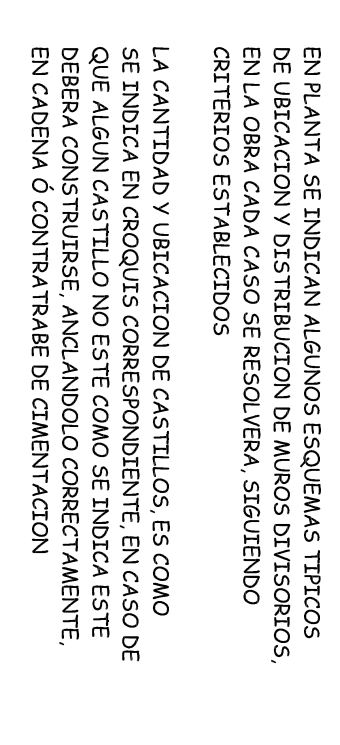 EN PLANTA SE INDICAN ALGUNOS ESQUEMAS TIPICOS
DE UBICACION Y DISTRIBUCION DE MUROS DIVISORIOS,
EN LA OBRA CADA CASO SE RESOLVERA, SIGUIENDO
CRITERIOS ESTABLECIDOS
LA CANTIDAD Y UBICACION DE CASTILLOS, ES COMO
SE INDICA EN CROQUIS CORRESPONDIENTE, EN CASO DE
QUE ALGUN CASTILLO NO ESTE COMO SE INDICA ESTE
DEBERA CONSTRUIRSE, ANCLANDOLO CORRECTAMENTE,
EN CADENA Ó CONTRATRABE DE CIMENTACION